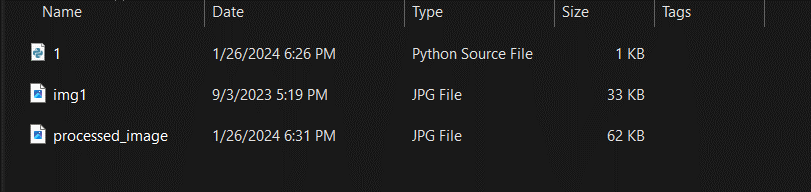 Name Date Type Size Tags
1 1/26/2024 6:26 PM Python Source File 1 KB
img1 9/3/2023 5:19 PM JPG File 33 KB
processed_image 1/26/2024 6:31 PM JPG File 62 KB